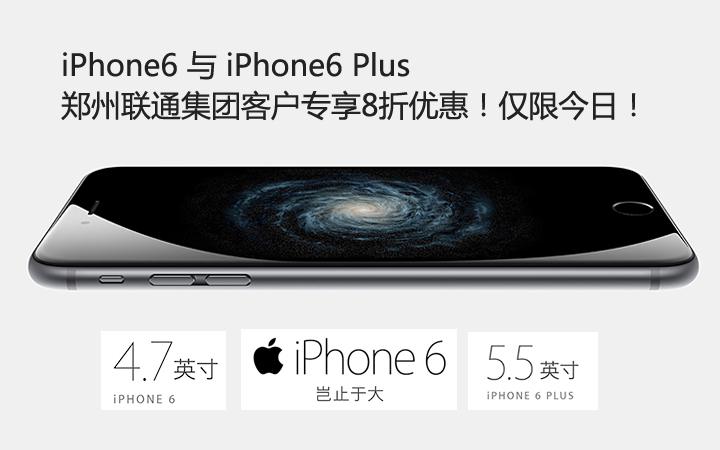 iPhone6 与 iPhone6 Plus
郑州联通集团客户专享8折优惠！仅限今日！
4.7英寸
iPHONE 6
iPhone 6
岂止于大
5.5英寸
iPHONE 6 PLUS